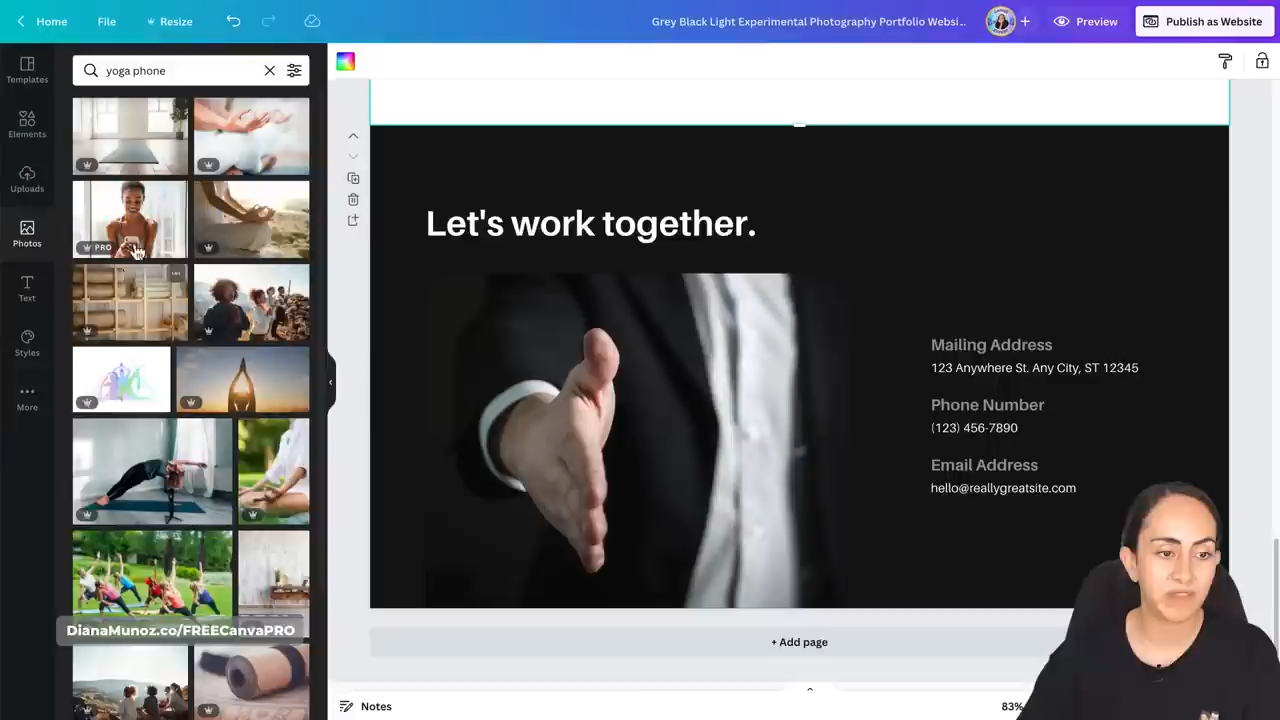 Home
File
Resize
Grey Black Light Experimental Photography Portfolio Websi...
Preview
Publish as Website
Templates
Elements
Uploads
Photos
Text
Styles
More
yoga phone
PRO
Let's work together.
Mailing Address
123 Anywhere St. Any City, ST 12345
Phone Number
(123) 456-7890
Email Address
hello@reallygreatsite.com
DianaMunoz.co/FREECanvaPRO
+ Add page
Notes
83%